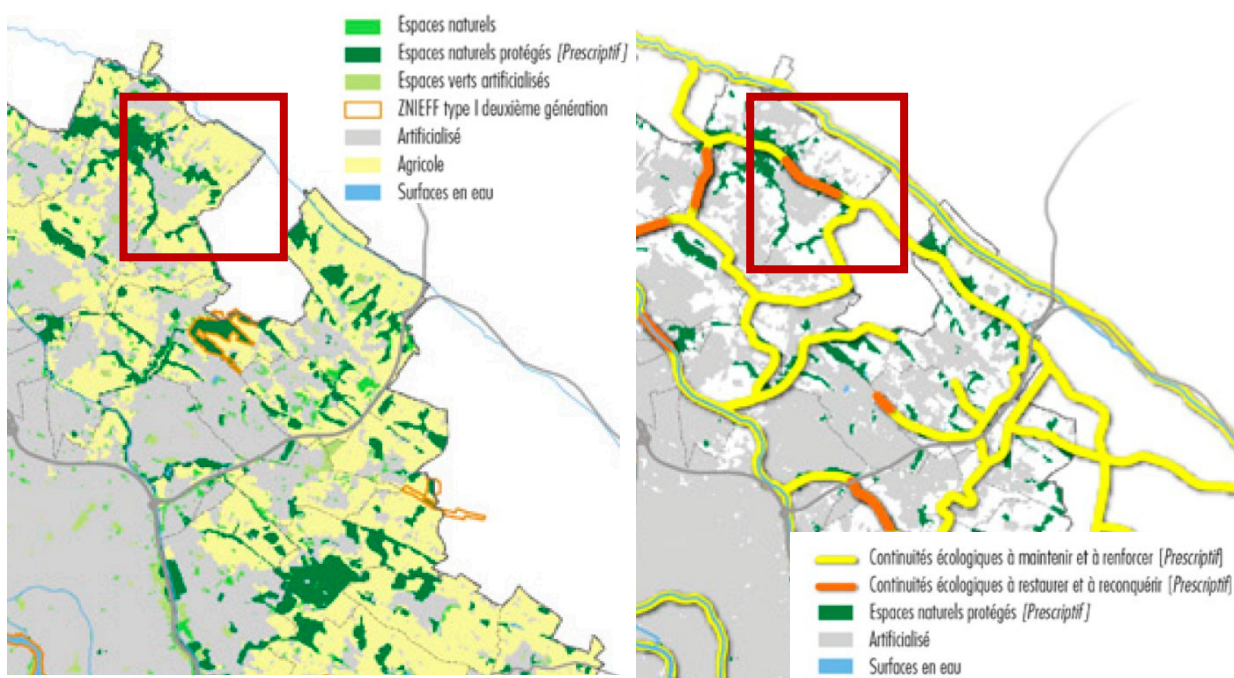 Espaces naturels
Espaces naturels protégés [Prescriptif]
Espaces verts artificialisés
ZNIEFF type I deuxième génération
Artificialisé
Agricole
Surfaces en eau
Continuités écologiques à maintenir et à renforcer [Prescriptif]
Continuités écologiques à restaurer et à reconquérir [Prescriptif]
Espaces naturels protégés [Prescriptif]
Artificialisé
Surfaces en eau